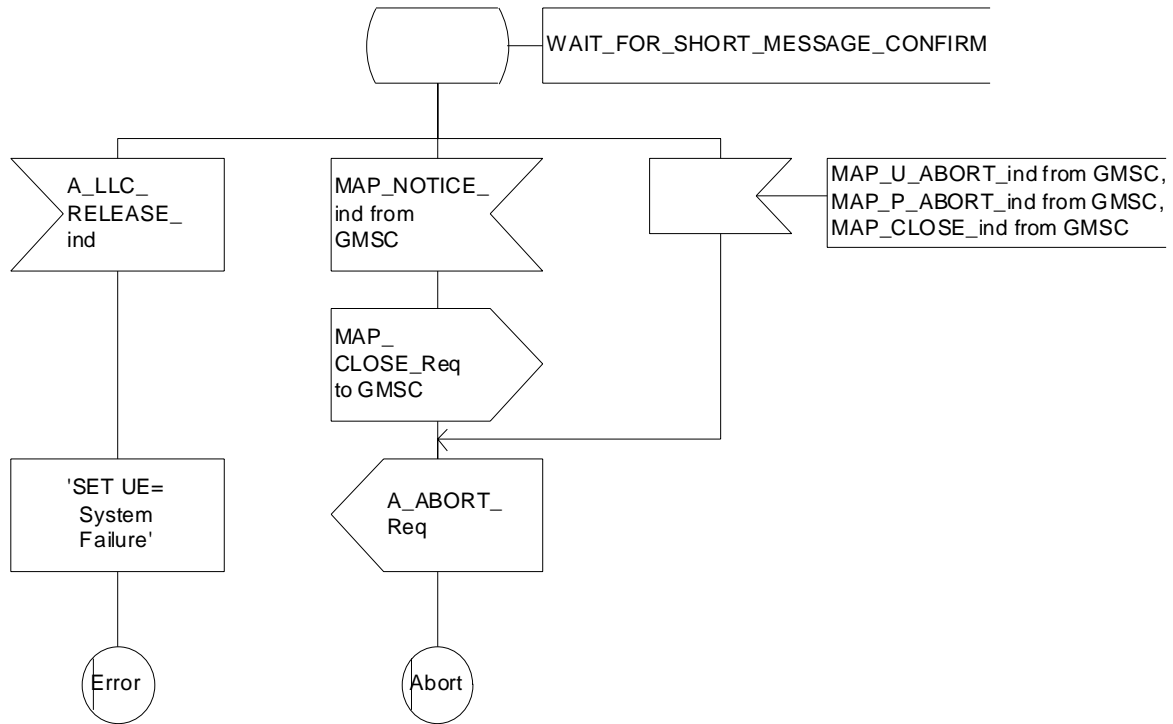 WAIT_FOR_SHORT_MESSAGE_CONFIRM
A_LLC_
RELEASE_
ind
MAP_NOTICE_
ind from
GMSC
MAP_U_ABORT_ind from GMSC,
MAP_P_ABORT_ind from GMSC,
MAP_CLOSE_ind from GMSC
MAP_
CLOSE_Req
to GMSC
'SET UE=
System
Failure'
A_ABORT_
Req
Error
Abort